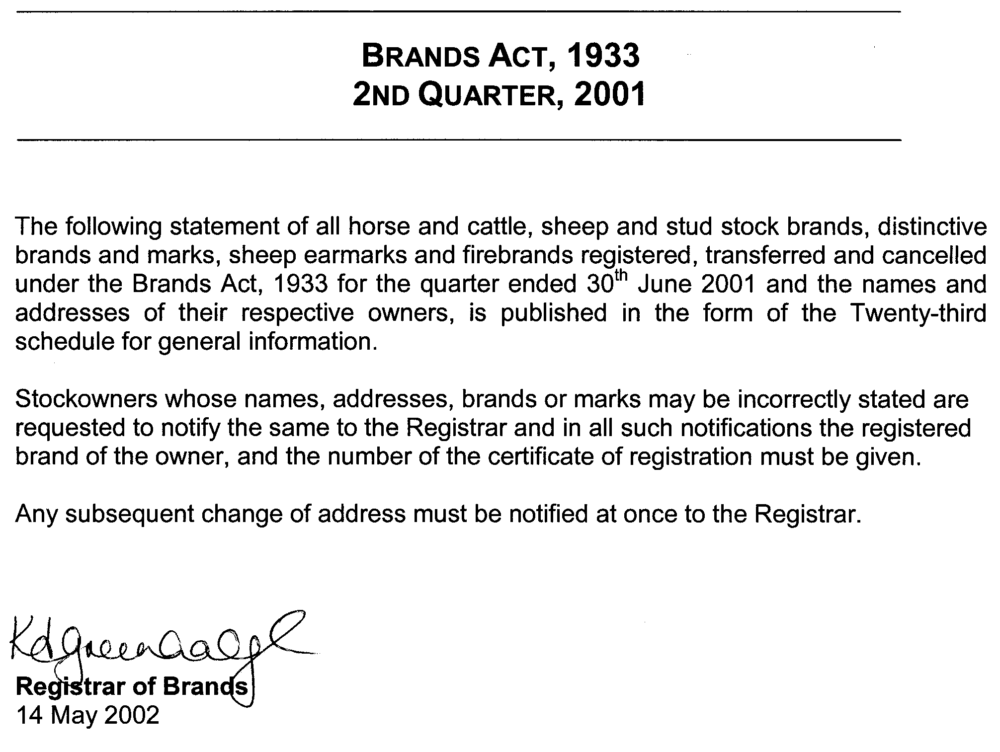 BRANDS ACT, 1933
2ND QUARTER, 2001
The following statement of all horse and cattle, sheep and stud stock brands, distinctive
brands and marks, sheep earmarks and firebrands registered, transferred and cancelled
under the Brands Act, 1933 for the quarter ended 30th June 2001 and the names and
addresses of their respective owners, is published in the form of the Twenty-third
schedule for general information.
Stockowners whose names, addresses, brands or marks may be incorrectly stated are
requested to notify the same to the Registrar and in all such notifications the registered
brand of the owner, and the number of the certificate of registration must be given.
Any subsequent change of address must be notified at once to the Registrar.
Registrar of Brands
14 May 2002